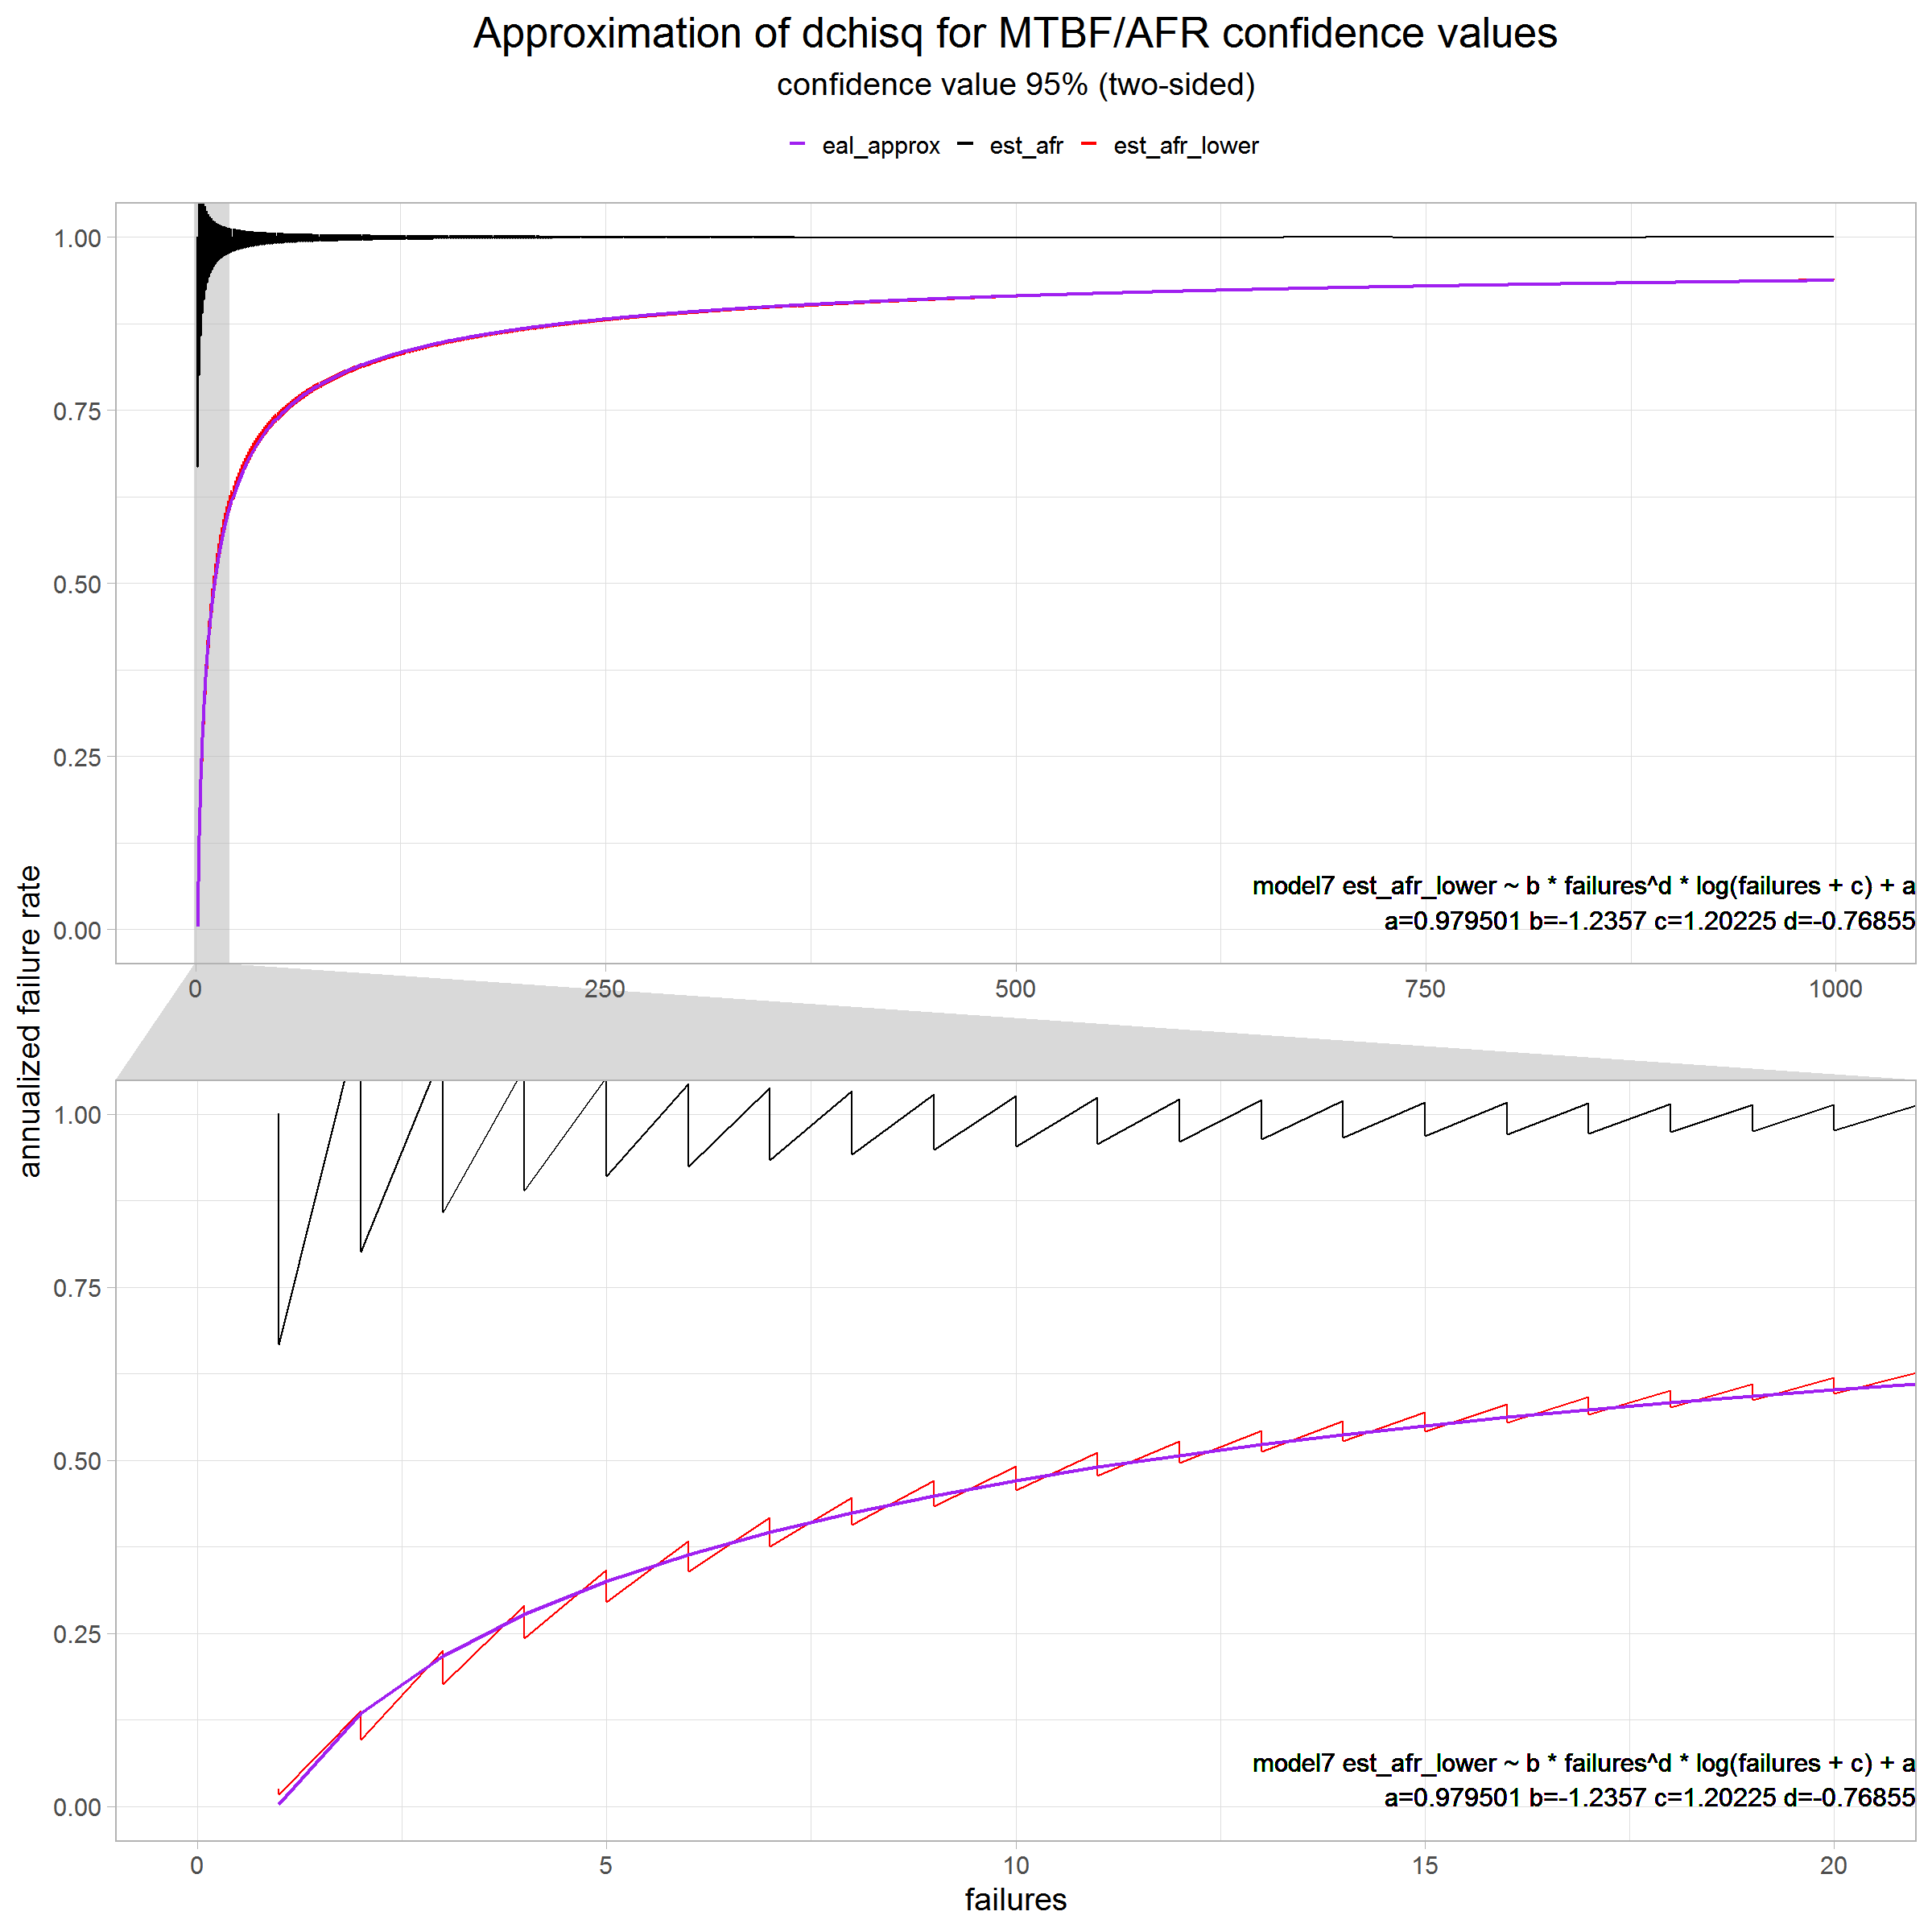 Approximation of dchisq for MTBF/AFR confidence values
confidence value 95% (two-sided)
eal_approx est_afr est_afr_lower
annualized failure rate
1.00
0.75
0.50
0.25
0.00
model7 est_afr_lower ~ b * failures^d * log(failures + c) + a
a=0.979501 b=-1.2357 c=1.20225 d=-0.76855
0 250 500 750 1000
1.00
0.75
0.50
0.25
0.00
model7 est_afr_lower ~ b * failures^d * log(failures + c) + a
a=0.979501 b=-1.2357 c=1.20225 d=-0.76855
0 5 10 15 20
failures